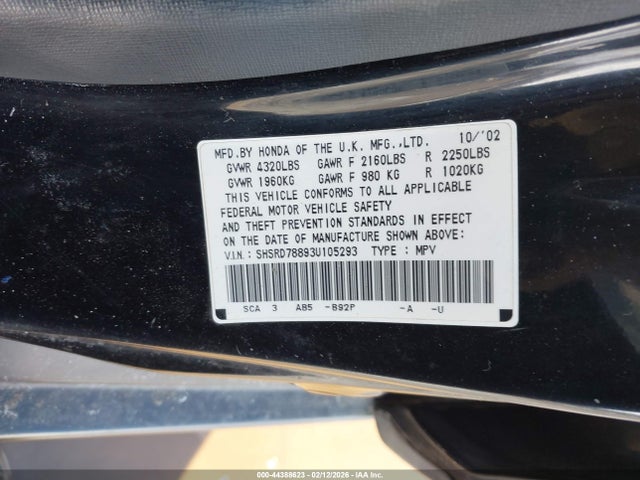 MFD.BY HONDA OF THE U.K. MFG.,LTD. 10/'02
GVWR 4320LBS GAWR F 2160LBS R 2250LBS
GVWR 1960KG GAWR F 980 KG R 1020KG
THIS VEHICLE CONFORMS TO ALL APPLICABLE
FEDERAL MOTOR VEHICLE SAFETY
AND THEFT PREVENTION STANDARDS IN EFFECT
ON THE DATE OF MANUFACTURE SHOWN ABOVE:
V.I.N.: SHSRD78893U105293 TYPE : MPV
SCA 3 AB5 -B92P -A -U
000-44388623 - 02/12/2026 - IAA Corp.